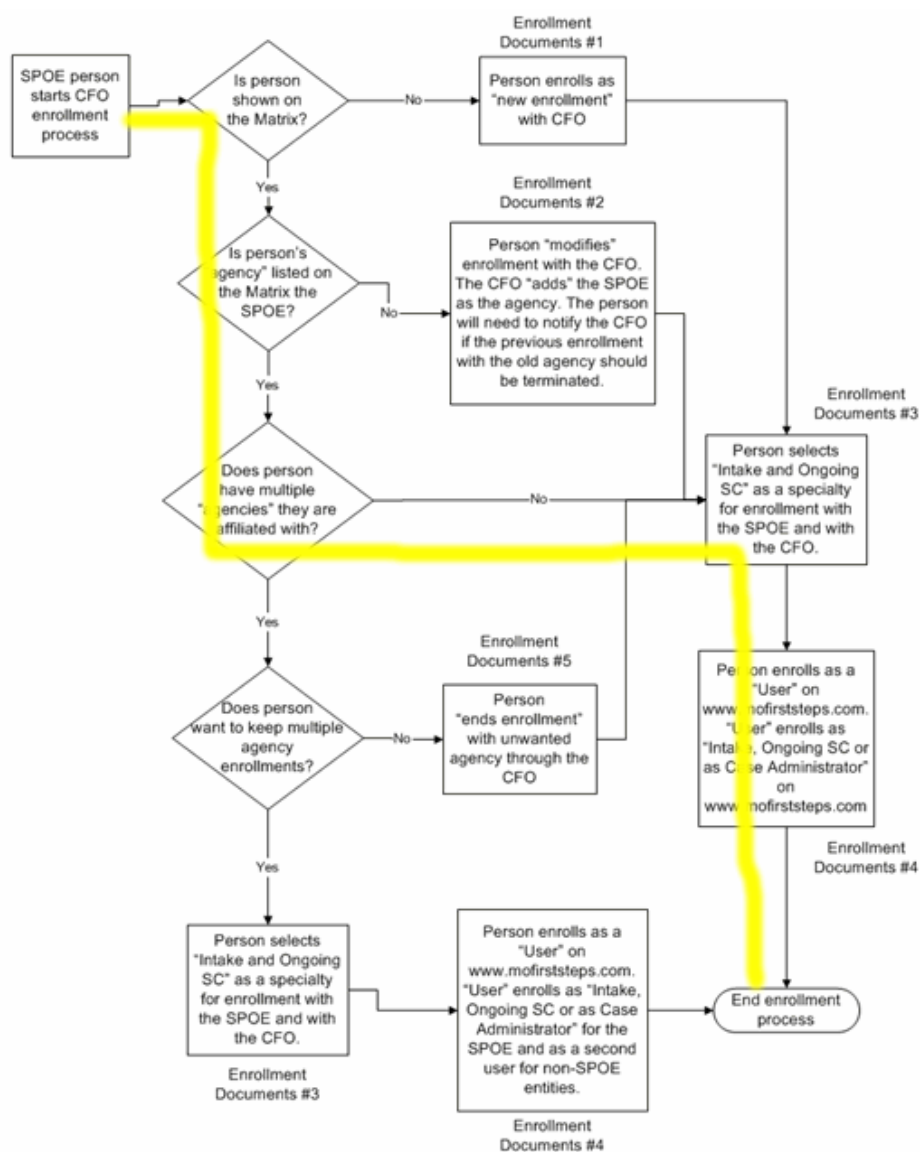 Enrollment
Documents #1
SPOE person
starts CFO
enrollment
process
Is person
shown on
the Matrix?
No
Person enrolls as
“new enrollment”
with CFO
Yes
Enrollment
Documents #2
Is person’s
“agency” listed on
the Matrix the
SPOE?
No
Person “modifies”
enrollment with the CFO.
The CFO “adds” the SPOE
as the agency. The person
will need to notify the CFO
if the previous enrollment
with the old agency should
be terminated.
Yes
Enrollment
Documents #3
Does person
have multiple
“agencies” they are
affiliated with?
No
Person selects
“Intake and Ongoing
SC” as a specialty
for enrollment with
the SPOE and with
the CFO.
Yes
Enrollment
Documents #5
Does person
want to keep multiple
agency
enrollments?
No
Person
“ends enrollment”
with unwanted
agency through the
CFO
Person enrolls as a
“User” on
www.mofirststeps.com.
“User” enrolls as
“Intake, Ongoing SC or
as Case Administrator”
on
www.mofirststeps.com
Enrollment
Documents #4
Yes
Person selects
“Intake and Ongoing
SC” as a specialty
for enrollment with
the SPOE and with
the CFO.
Enrollment
Documents #3
Person enrolls as a
“User” on
www.mofirststeps.com.
“User” enrolls as “Intake,
Ongoing SC or as Case
Administrator” for the
SPOE and as a second
user for non-SPOE
entities.
Enrollment
Documents #4
End enrollment
process